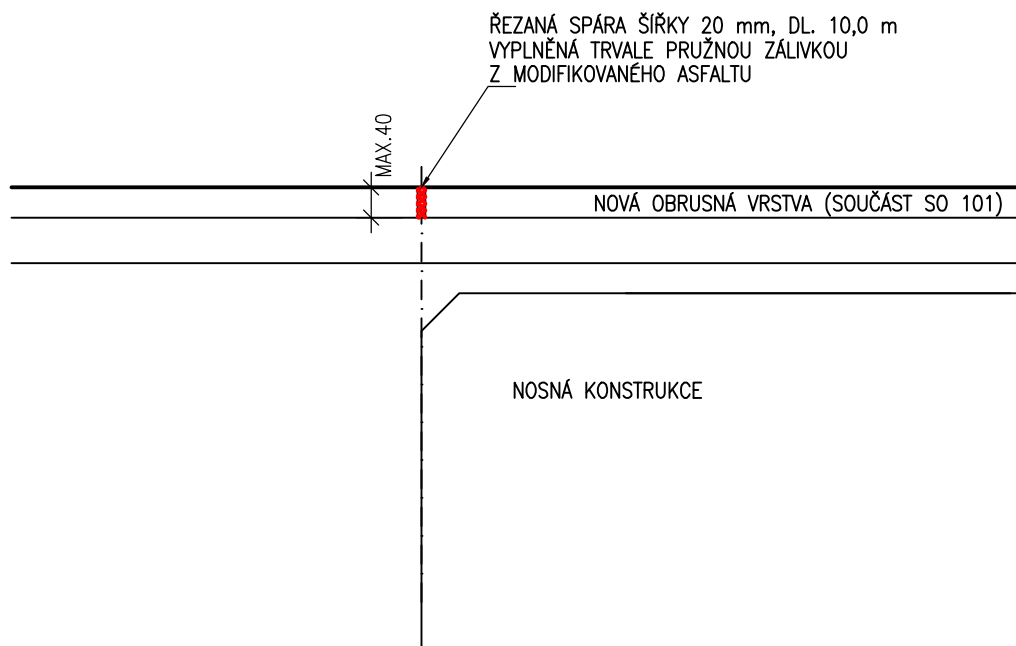 ŘEZANÁ SPÁRA ŠÍŘKY 20 mm, DL. 10,0 m
VYPLNĚNÁ TRVALE PRUŽNOU ZÁLIVKOU
Z MODIFIKOVANÉHO ASFALTU
MAX.40
NOVÁ OBRUSNÁ VRSTVA (SOUČÁST SO 101)
NOSNÁ KONSTRUKCE